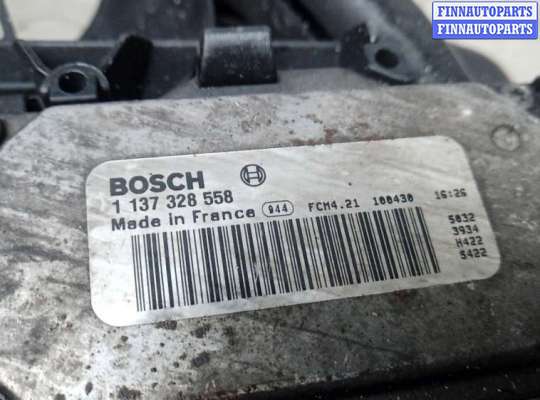 FINNAUTOPARTS
FINNAUTOPARTS
BOSCH
1 137 328 558
Made in France 944 FCM4.21 100430 16:26
5032
3934
H422
5422